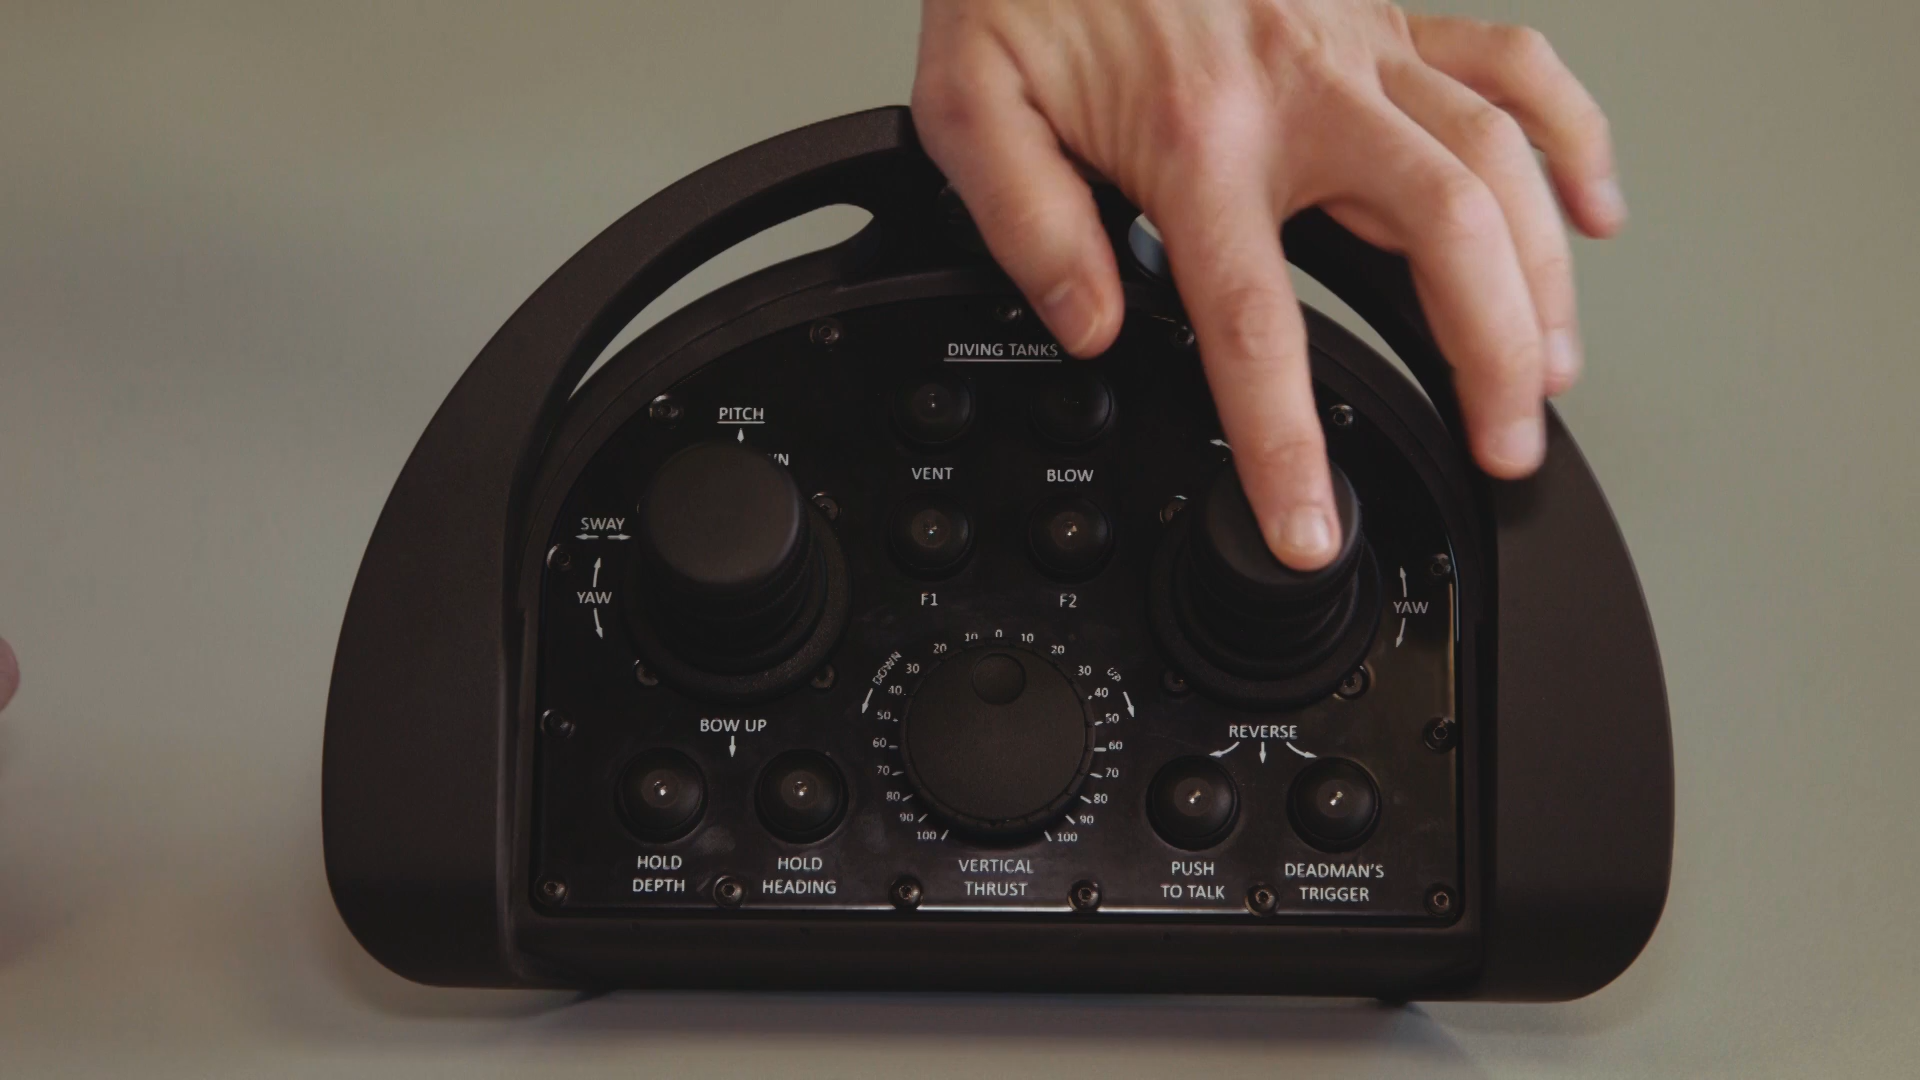 DIVING TANKS
PITCH
VENT
BLOW
SWAY
YAW
YAW
F1
F2
10 0 10
20 20
30 30
DOWN UP
40 40
50 50
60 60
70 70
80 80
90 90
100 100
BOW UP
REVERSE
HOLD
DEPTH
HOLD
HEADING
VERTICAL
THRUST
PUSH
TO TALK
DEADMAN'S
TRIGGER